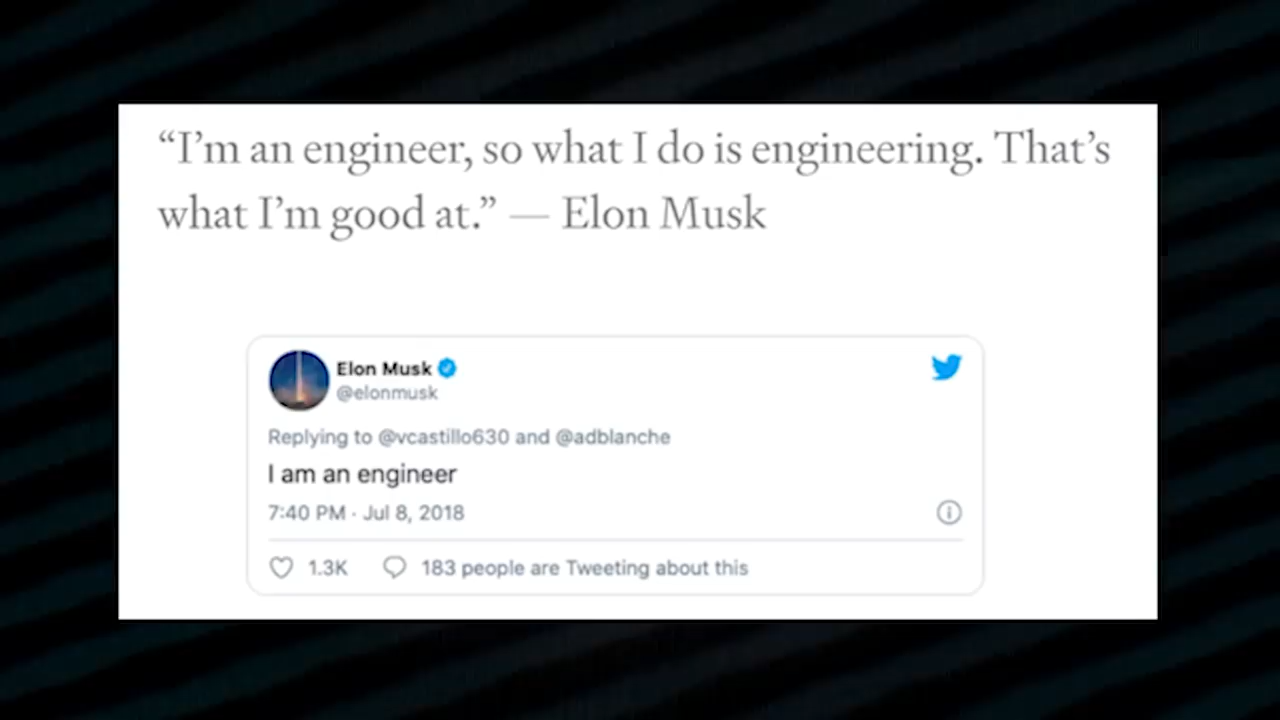 “I’m an engineer, so what I do is engineering. That’s
what I’m good at.” — Elon Musk
Elon Musk
@elonmusk
Replying to @vcastillo630 and @adblanche
I am an engineer
7:40 PM · Jul 8, 2018
1.3K 183 people are Tweeting about this